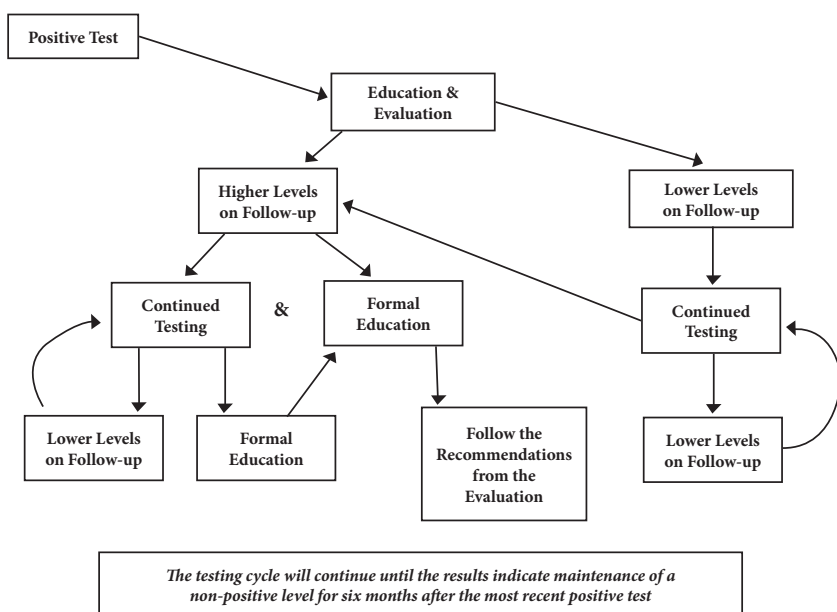 Positive Test
Education &
Evaluation
Higher Levels
on Follow-up
Lower Levels
on Follow-up
Continued
Testing
&
Formal
Education
Continued
Testing
Lower Levels
on Follow-up
Formal
Education
Follow the
Recommendations
from the
Evaluation
Lower Levels
on Follow-up
The testing cycle will continue until the results indicate maintenance of a
non-positive level for six months after the most recent positive test